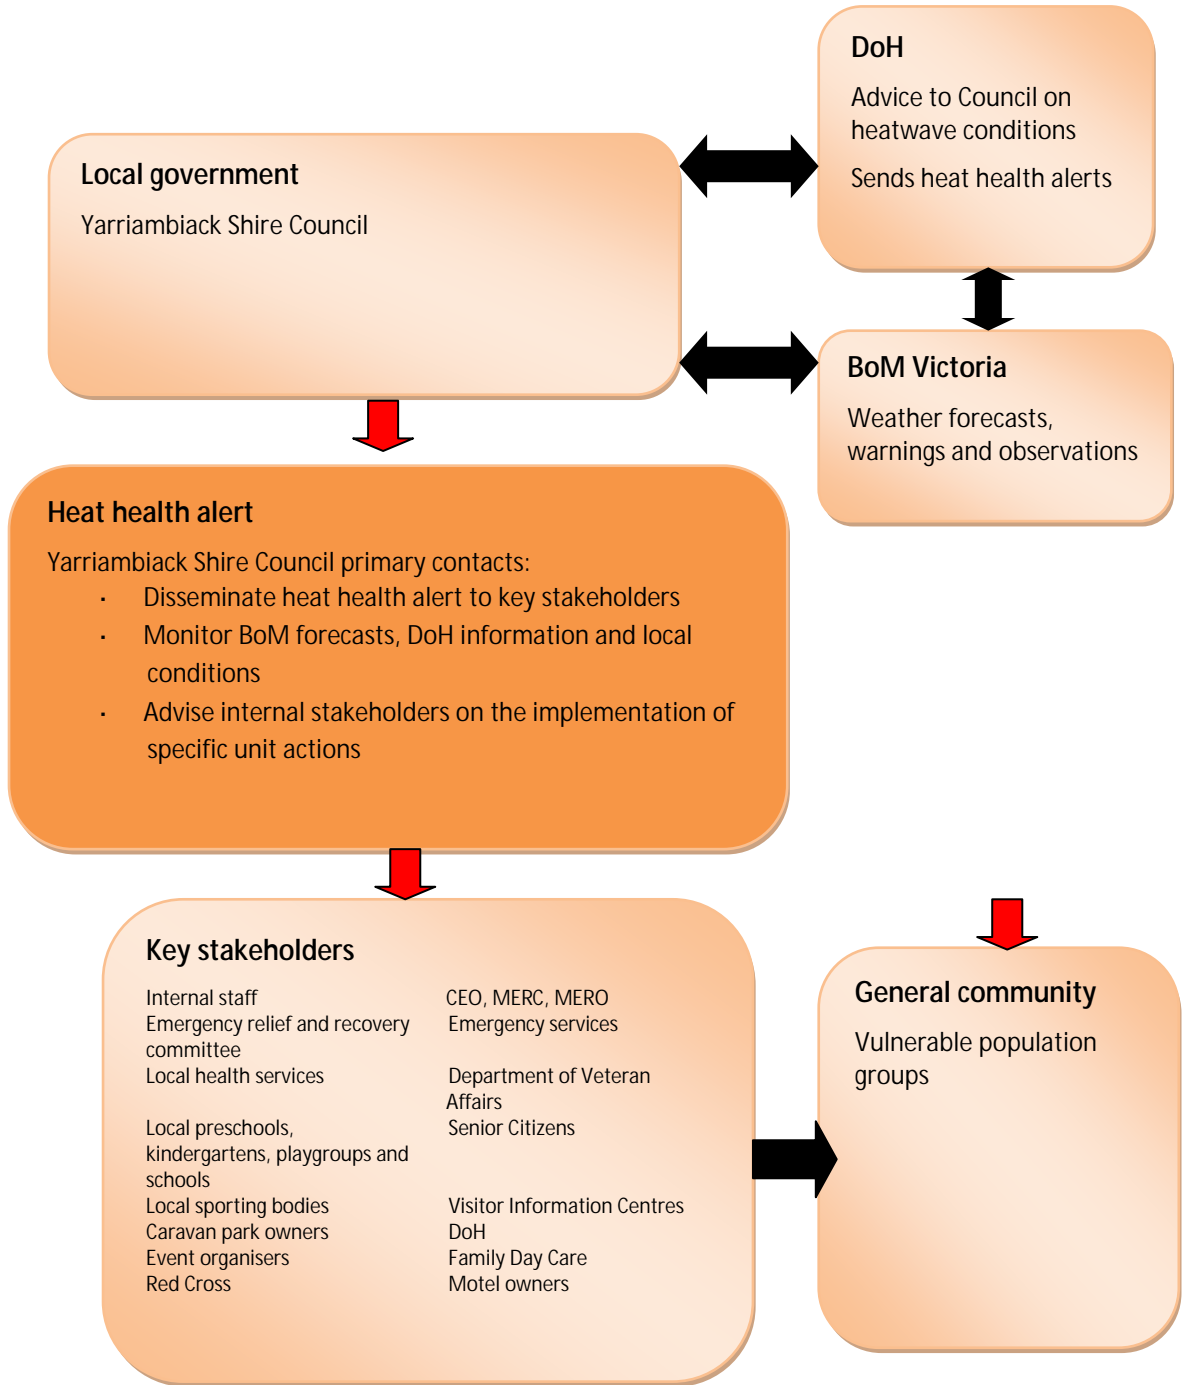 DoH
Advice to Council on
heatwave conditions
Sends heat health alerts
Local government
Yarriambiack Shire Council
BoM Victoria
Weather forecasts,
warnings and observations
Heat health alert
Yarriambiack Shire Council primary contacts:
· Disseminate heat health alert to key stakeholders
· Monitor BoM forecasts, DoH information and local
conditions
· Advise internal stakeholders on the implementation of
specific unit actions
Key stakeholders
Internal staff CEO, MERC, MERO
Emergency relief and recovery Emergency services
committee
Local health services Department of Veteran
Affairs
Local preschools, Senior Citizens
kindergartens, playgroups and
schools
Local sporting bodies Visitor Information Centres
Caravan park owners DoH
Event organisers Family Day Care
Red Cross Motel owners
General community
Vulnerable population
groups